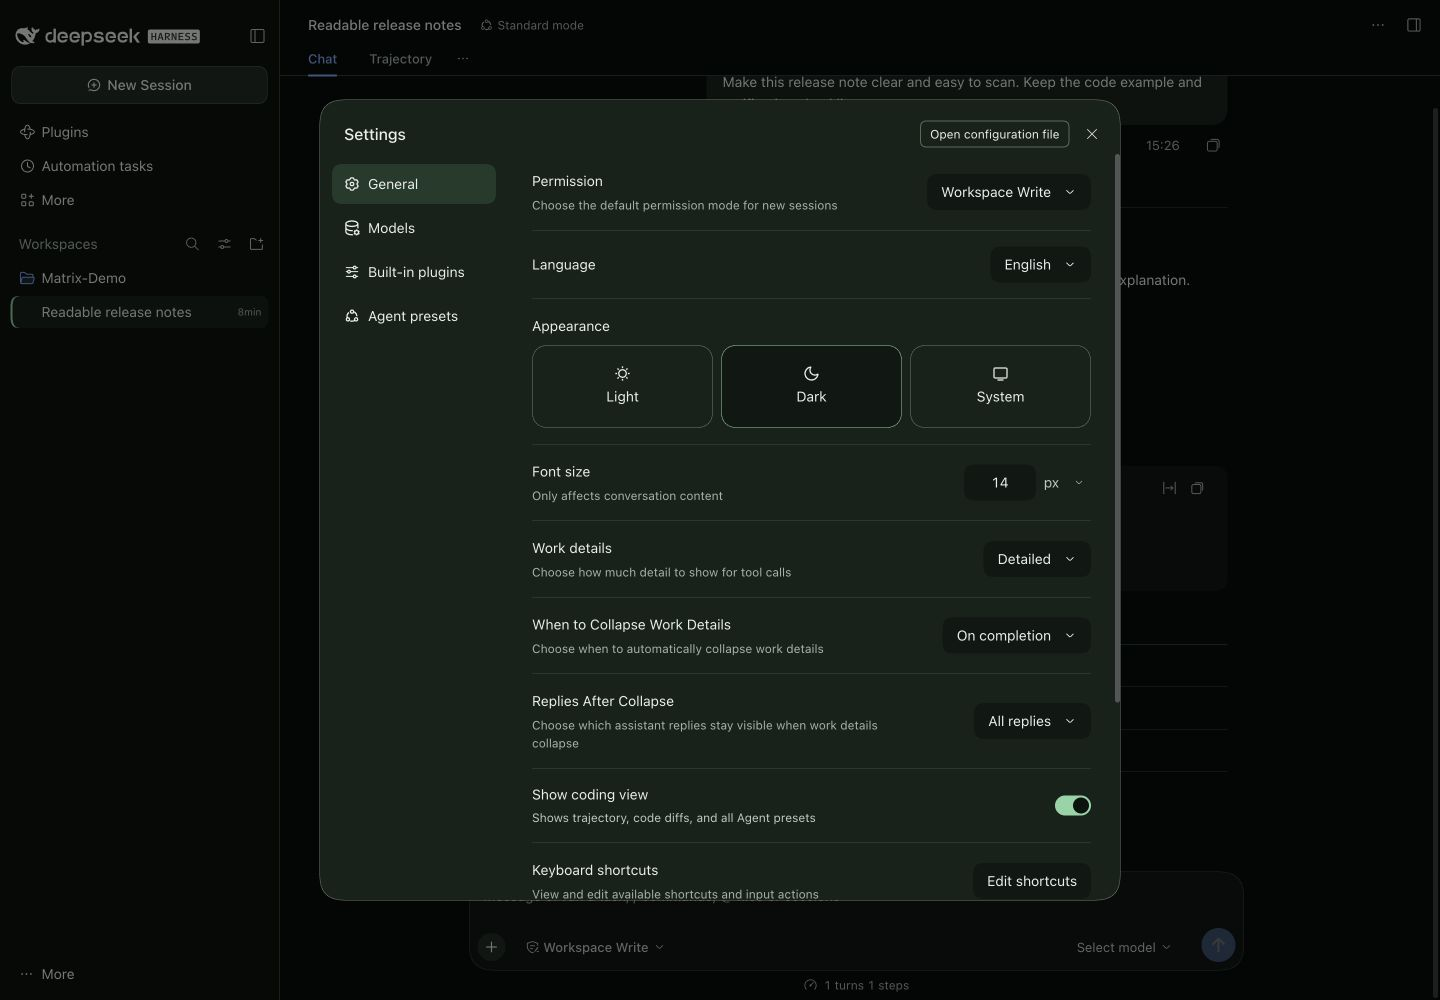 deepseek HARNESS
New Session
Plugins
Automation tasks
More
Workspaces
Matrix-Demo
Readable release notes 8min
More
Readable release notes Standard mode
Chat Trajectory
Make this release note clear and easy to scan. Keep the code example and
15:26
xplanation.
Settings
Open configuration file
General
Models
Built-in plugins
Agent presets
Permission
Choose the default permission mode for new sessions
Workspace Write
Language
English
Appearance
Light
Dark
System
Font size
Only affects conversation content
14 px
Work details
Choose how much detail to show for tool calls
Detailed
When to Collapse Work Details
Choose when to automatically collapse work details
On completion
Replies After Collapse
Choose which assistant replies stay visible when work details
collapse
All replies
Show coding view
Shows trajectory, code diffs, and all Agent presets
Keyboard shortcuts
View and edit available shortcuts and input actions
Edit shortcuts
Workspace Write
Select model
1 turns 1 steps